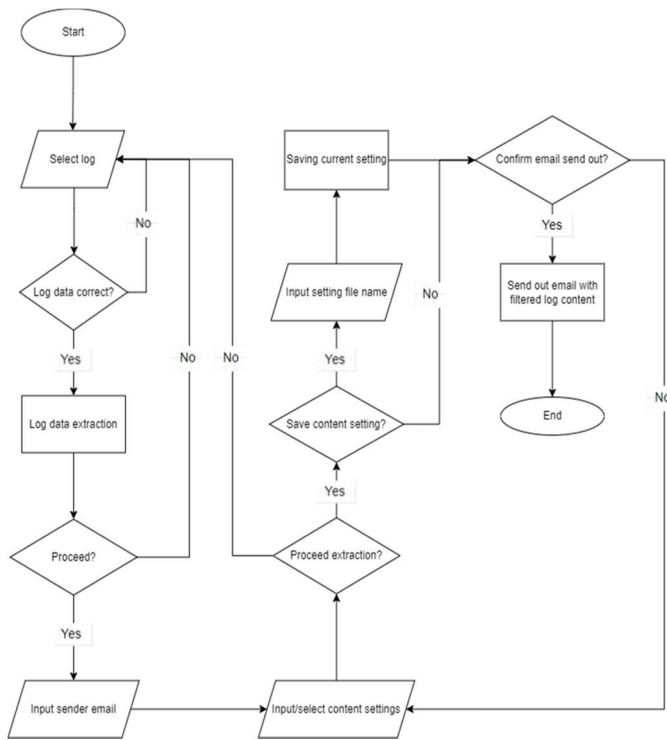 Start
Select log
No
Log data correct?
Yes
No
No
Log data extraction
Proceed?
Yes
Input sender email
Input/select content settings
Proceed extraction?
Yes
Save content setting?
Yes
No
Input setting file name
Saving current setting
Confirm email send out?
Yes
No
Send out email with
filtered log content
End